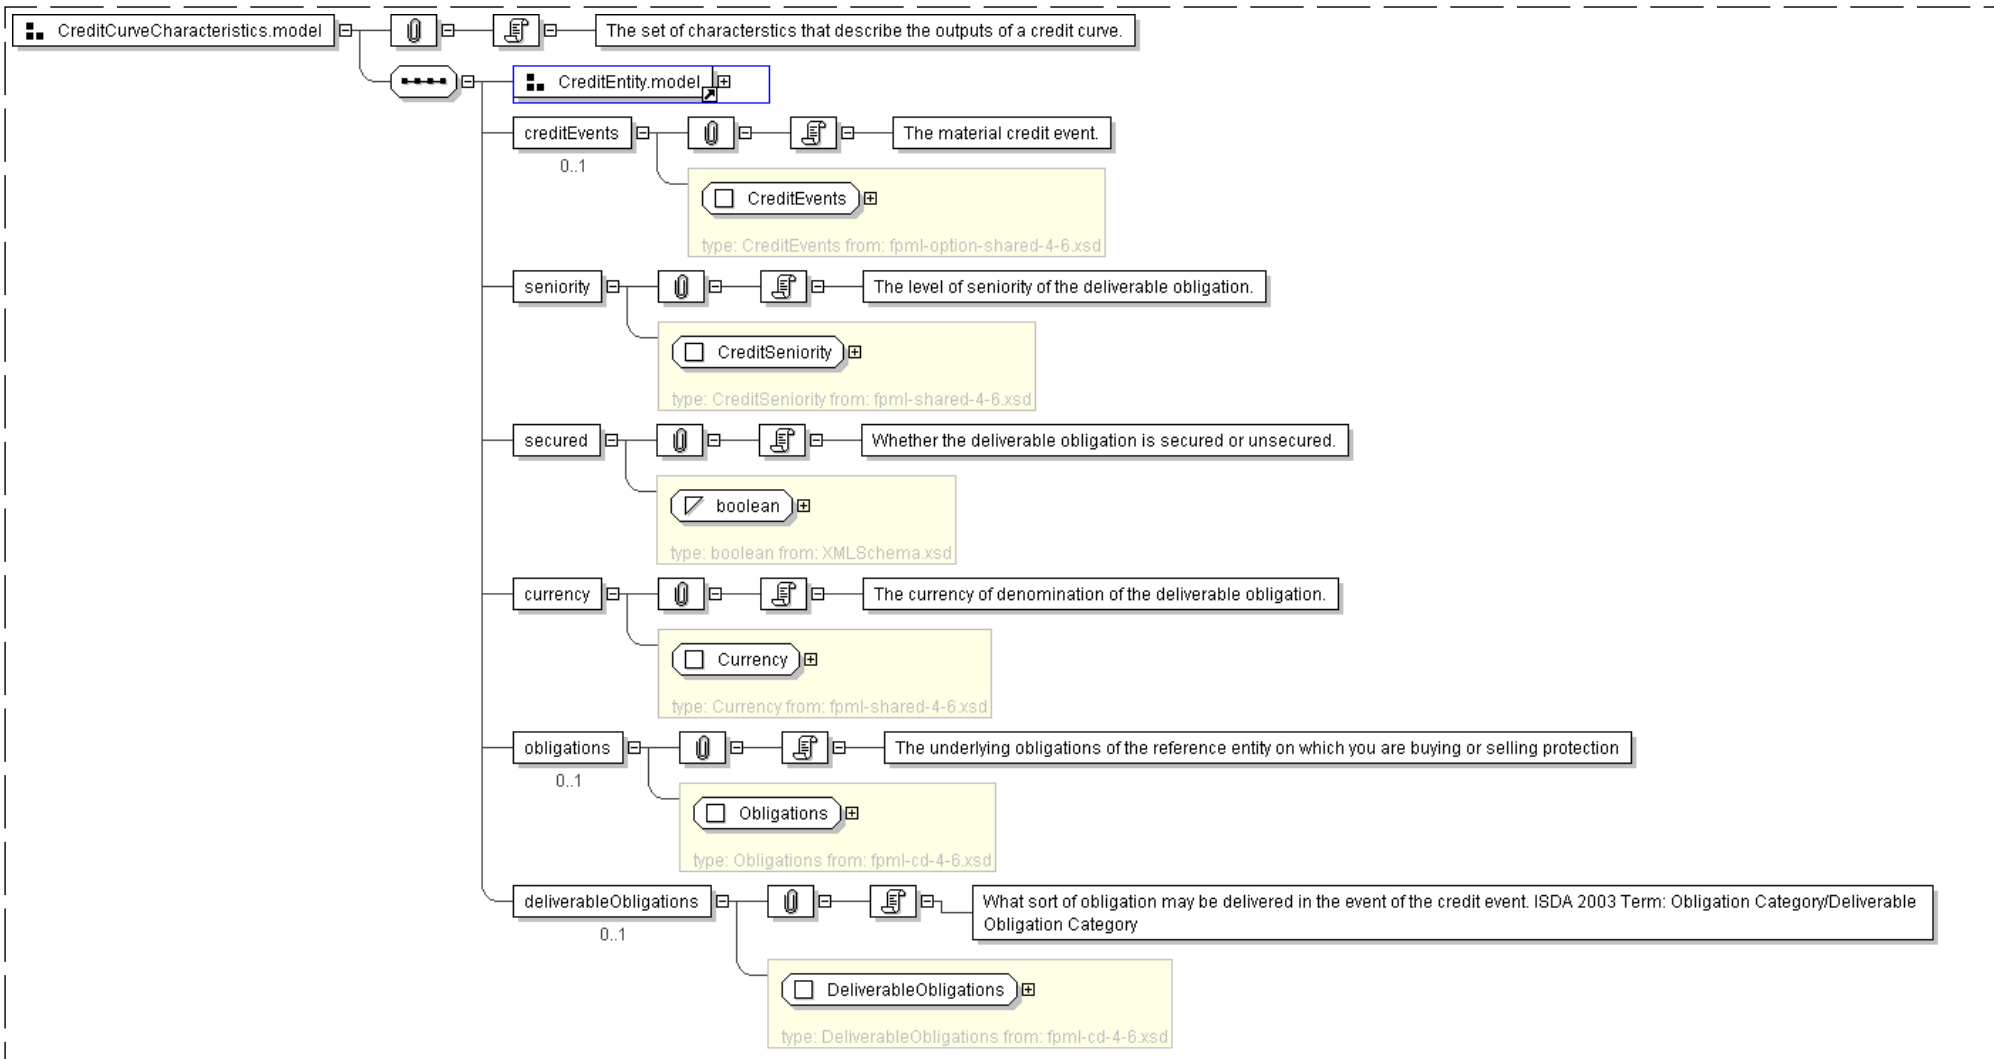 CreditCurveCharacteristics.model
The set of characterstics that describe the outputs of a credit curve.
CreditEntity.model
creditEvents
The material credit event.
0..1
CreditEvents
type: CreditEvents from: fpml-option-shared-4-6.xsd
seniority
The level of seniority of the deliverable obligation.
CreditSeniority
type: CreditSeniority from: fpml-shared-4-6.xsd
secured
Whether the deliverable obligation is secured or unsecured.
boolean
type: boolean from: XMLSchema.xsd
currency
The currency of denomination of the deliverable obligation.
Currency
type: Currency from: fpml-shared-4-6.xsd
obligations
The underlying obligations of the reference entity on which you are buying or selling protection
0..1
Obligations
type: Obligations from: fpml-cd-4-6.xsd
deliverableObligations
What sort of obligation may be delivered in the event of the credit event. ISDA 2003 Term: Obligation Category/Deliverable
Obligation Category
0..1
DeliverableObligations
type: DeliverableObligations from: fpml-cd-4-6.xsd